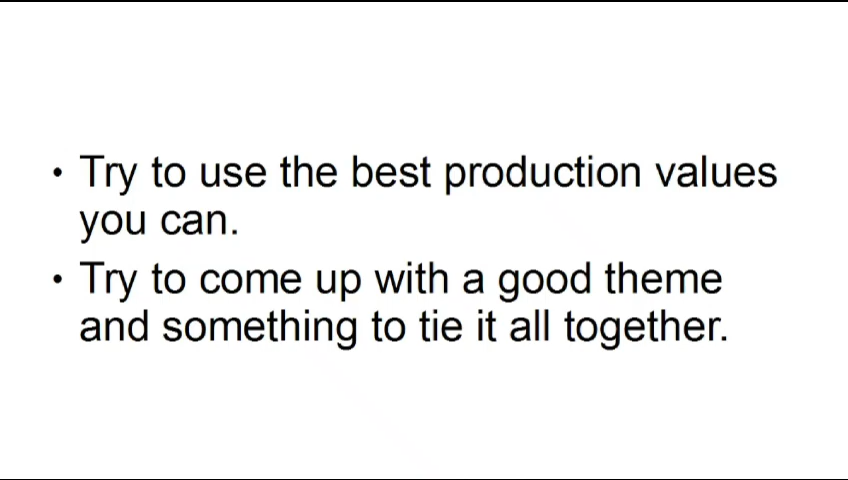 • Try to use the best production values
you can.
• Try to come up with a good theme
and something to tie it all together.